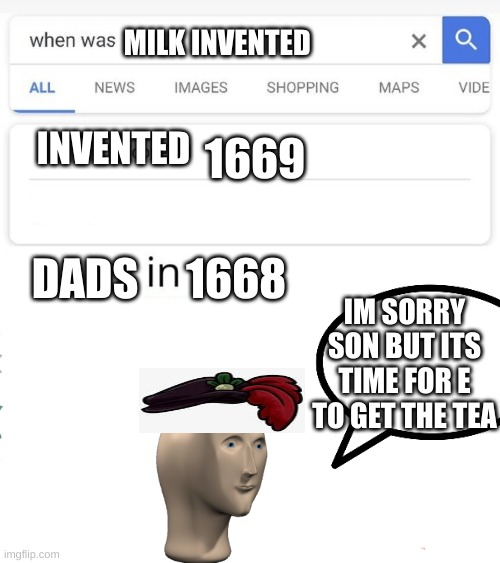 when was MILK INVENTED ×
ALL NEWS IMAGES SHOPPING MAPS VIDE
INVENTED 1669
DADS in 1668
IM SORRY
SON BUT ITS
TIME FOR E
TO GET THE TEA
imgflip.com